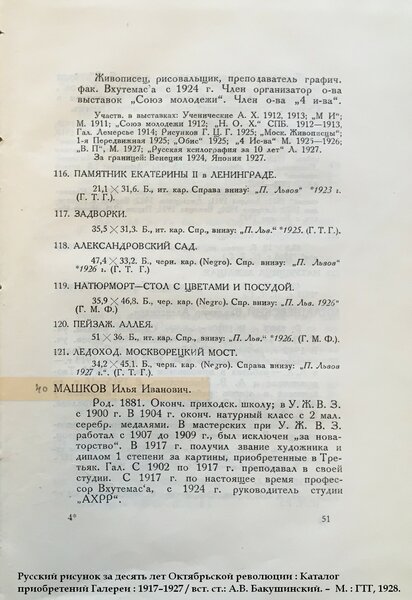 Живописец, рисовальщик, преподаватель графич.
фак. Вхутемас'а с 1924 г. Член организатор о-ва
выставок „Союз молодежи". Член о-ва „4 и-ва".
Участв. в выставках: Ученические А. Х. 1912, 1913; „М И"
М. 1911; „Союз молодежи 1912; „Н. О. Х." СПБ. 1912—1913,
Гал. Лемерсье 1914; Рисунков Г. Ц. Г. 1925; „Моск. Живописцы";
1-я Передвижная 1925; „Обис" 1925; „4 Ис-ва" М. 1925—1926;
„В. П", М. 1927; „Русская ксилография за 10 лет" Л. 1927.
За границей: Венеция 1924, Япония 1927.
116. ПАМЯТНИК ЕКАТЕРИНЫ II в ЛЕНИНГРАДЕ.
21,1 × 31,6. Б., ит. кар. Справа внизу: „П. Львов" *1923 г.
(Г. Т. Г.).
117. ЗАДВОРКИ.
35,5 × 31,3. Б., ит. кар. Спр., внизу: „П. Льв." *1925. (Г. Т. Г.).
118. АЛЕКСАНДРОВСКИЙ САД.
47,4 × 33,2. Б., черн. кар. (Negro). Спр. внизу: „П. Львов"
*1926 г. (Г. Т. Г.).
119. НАТЮРМОРТ—СТОЛ С ЦВЕТАМИ И ПОСУДОЙ.
35,9 × 46,8. Б., чер. кар. (Negro). Спр. внизу: „П. Льв. 1926"
(Г. М. Ф.)
120. ПЕЙЗАЖ. АЛЛЕЯ.
51 × 36. Б., ит. кар. Спр. внизу: „П. Льв." *1926. (Г. М. Ф.).
121. ЛЕДОХОД. МОСКВОРЕЦКИЙ МОСТ.
34,2 × 45.1. Б., черн. кар. (Negro). Справа внизу: „П. Львов
1927 г.". (Г. Т. Г.).
40 МАШКОВ Илья Иванович.
Род. 1881. Оконч. приходск. школу; в У. Ж. В. З.
с 1900 г. В 1904 г. оконч. натурный класс с 2 мал.
серебр. медалями. В мастерских при У. Ж. В. З.
работал с 1907 до 1909 г., был исключен „за нова-
торство". В 1917 г. получил звание художника и
диплом 1 степени за картины, приобретенные в Тре-
тьяк. Гал. С 1902 по 1917 г. преподавал в своей
студии. С 1917 г. по настоящее время профес-
сор Вхутемас'а, с 1924 г. руководитель студии
„АХРР".
4*
51
Русский рисунок за десять лет Октябрьской революции : Каталог
приобретений Галереи : 1917–1927 / вст. ст.: А.В. Бакушинский. – М. : ГТГ, 1928.